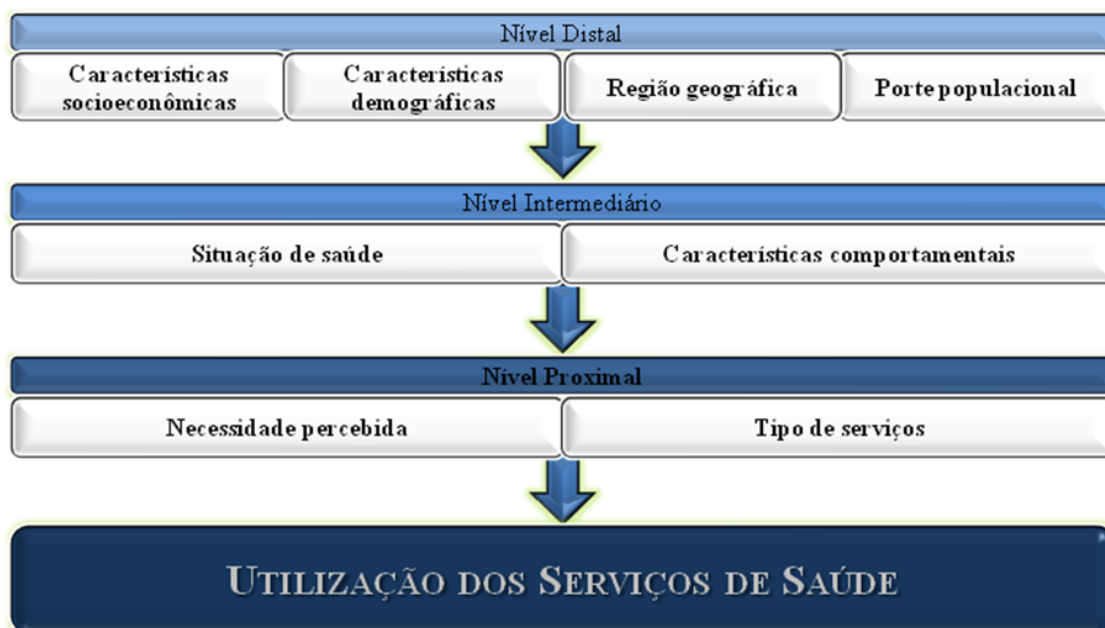 Nível Distal
Características socioeconômicas
Características demográficas
Região geográfica
Porte populacional
Nível Intermediário
Situação de saúde
Características comportamentais
Nível Proximal
Necessidade percebida
Tipo de serviços
UTILIZAÇÃO DOS SERVIÇOS DE SAÚDE